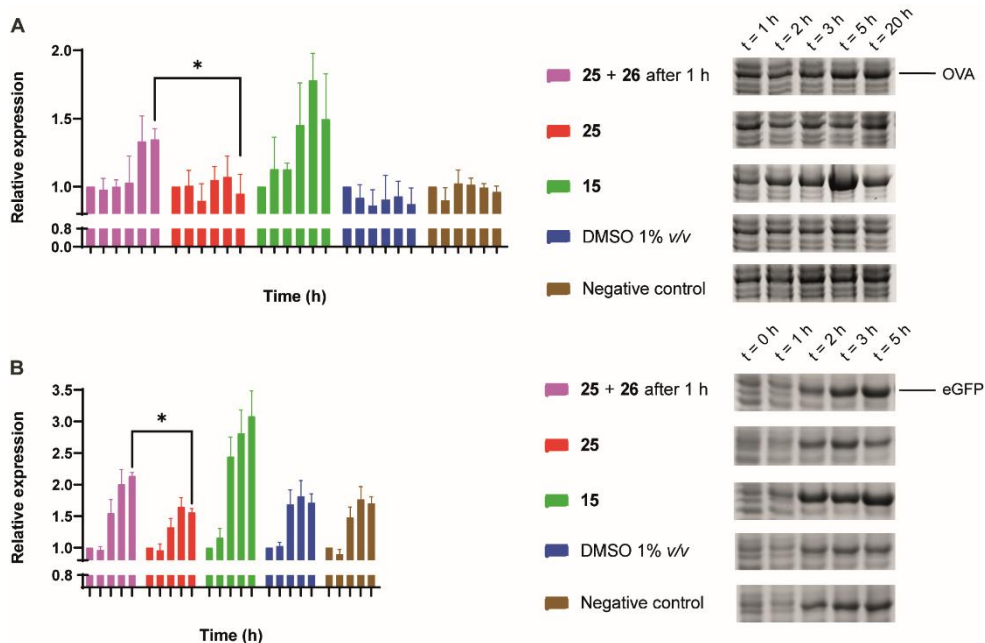 A
Relative expression
2.0
1.5
1.0
0.8
0.0
*
Time (h)
25 + 26 after 1 h
25
15
DMSO 1% v/v
Negative control
t = 1 h
t = 2 h
t = 3 h
t = 5 h
t = 20 h
OVA
B
Relative expression
3.5
3.0
2.5
2.0
1.5
1.0
0.8
*
Time (h)
25 + 26 after 1 h
25
15
DMSO 1% v/v
Negative control
t = 0 h
t = 1 h
t = 2 h
t = 3 h
t = 5 h
eGFP